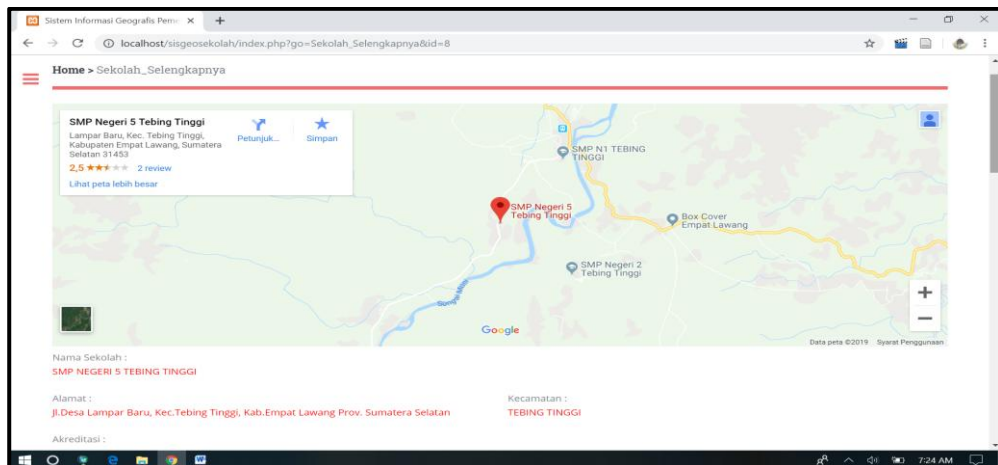 Sistem Informasi Geografis Peme
localhost/sisgeosekolah/index.php?go=Sekolah_Selengkapnya&id=8
Home > Sekolah_Selengkapnya
SMP Negeri 5 Tebing Tinggi
Lampar Baru, Kec. Tebing Tinggi,
Kabupaten Empat Lawang, Sumatera
Selatan 31453
2,5 2 review
Lihat peta lebih besar
Petunjuk...
Simpan
SMP N1 TEBING
TINGGI
SMP Negeri 5
Tebing Tinggi
Box Cover
Empat Lawang
SMP Negeri 2
Tebing Tinggi
Google
Data peta ©2019 Syarat Penggunaan
Nama Sekolah :
SMP NEGERI 5 TEBING TINGGI
Alamat :
Jl.Desa Lampar Baru, Kec.Tebing Tinggi, Kab.Empat Lawang Prov. Sumatera Selatan
Kecamatan :
TEBING TINGGI
Akreditasi :
7:24 AM